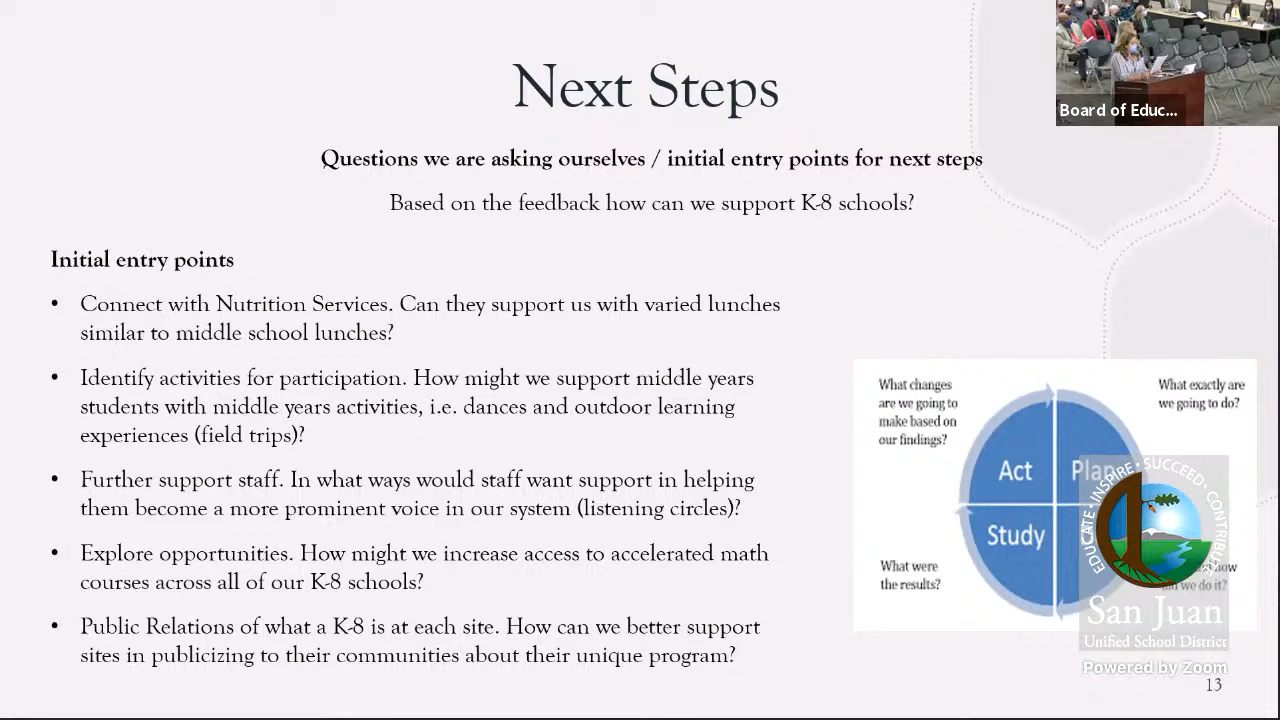 Next Steps
Board of Educ...
Questions we are asking ourselves / initial entry points for next steps
Based on the feedback how can we support K-8 schools?
Initial entry points
• Connect with Nutrition Services. Can they support us with varied lunches
similar to middle school lunches?
• Identify activities for participation. How might we support middle years
students with middle years activities, i.e. dances and outdoor learning
experiences (field trips)?
• Further support staff. In what ways would staff want support in helping
them become a more prominent voice in our system (listening circles)?
• Explore opportunities. How might we increase access to accelerated math
courses across all of our K-8 schools?
• Public Relations of what a K-8 is at each site. How can we better support
sites in publicizing to their communities about their unique program?
What changes
are we going to
make based on
our findings?
What exactly are
we going to do?
Act
Plan
Study
What were
the results?
we do it?
EDUCATE • INSPIRE • SUCCEED • CONTRIBUTE
San Juan
Unified School District
Powered by Zoom
13